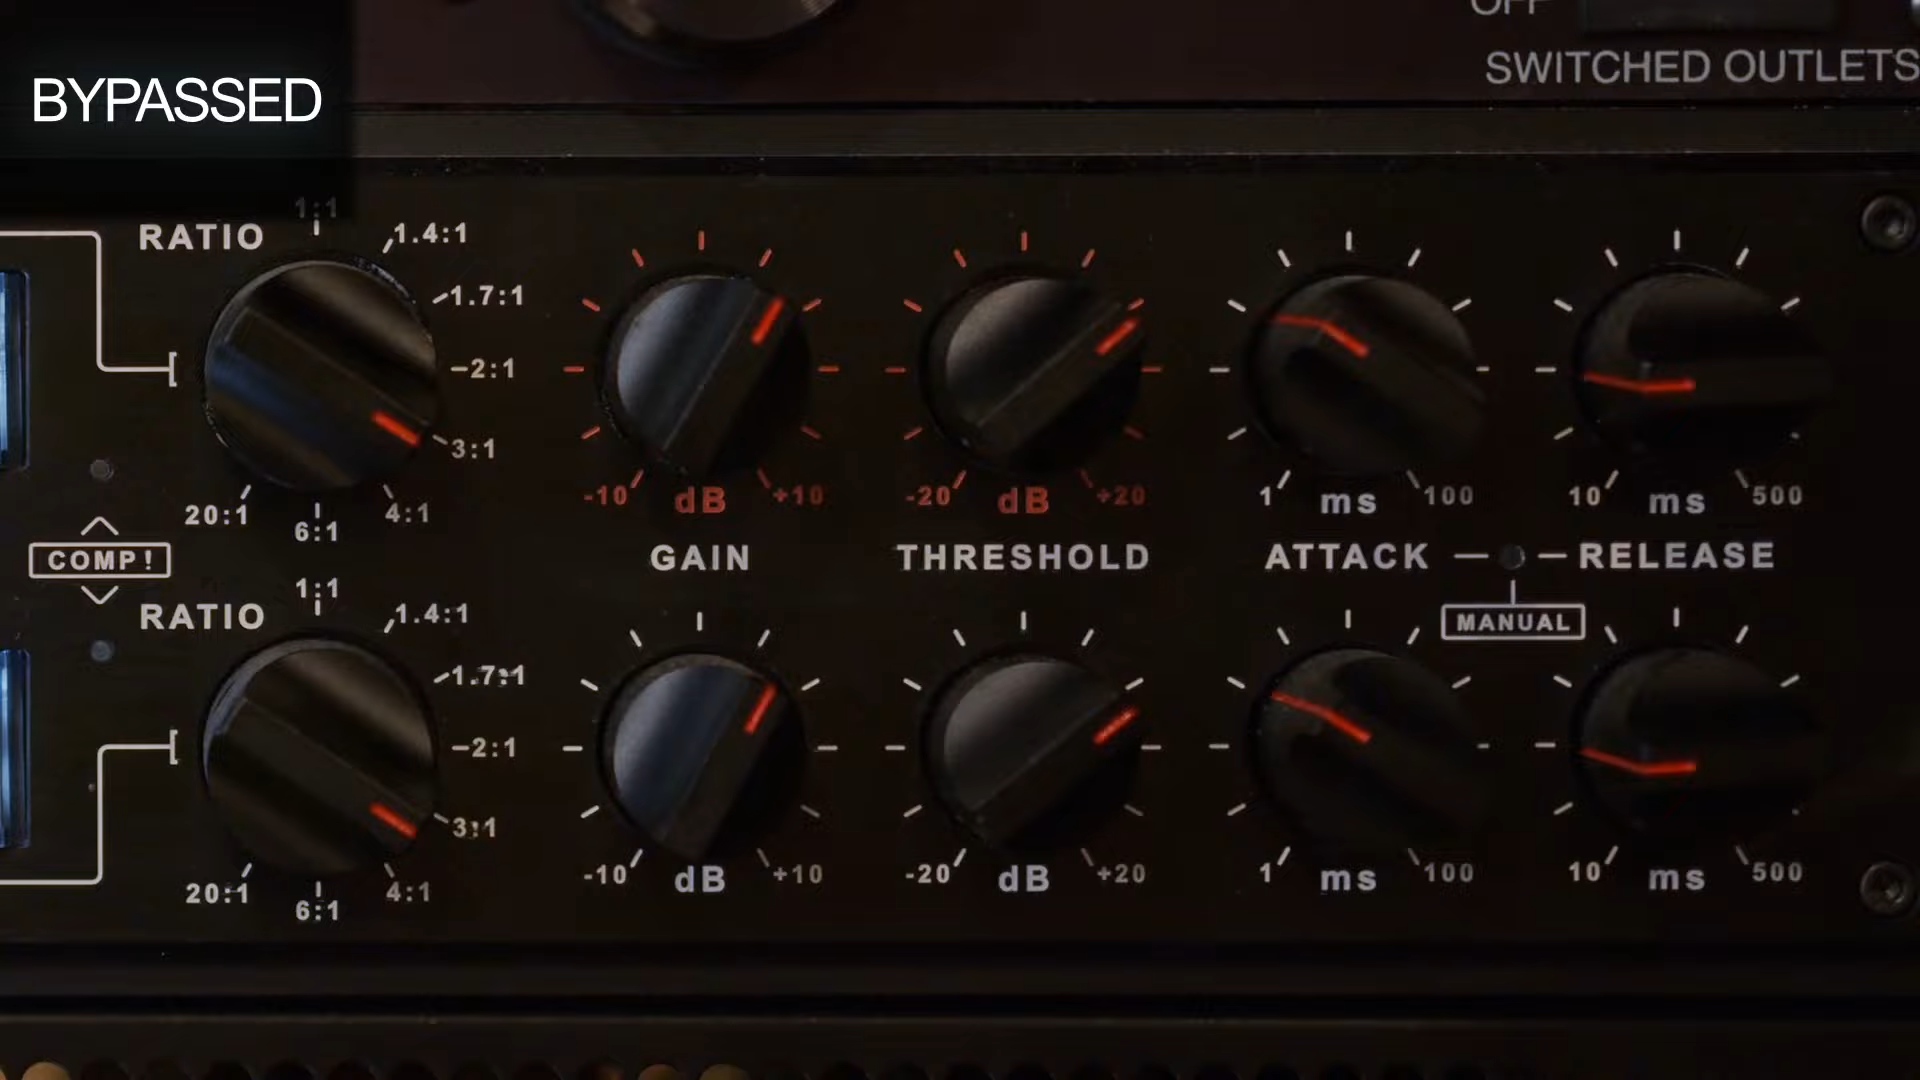 OFF
SWITCHED OUTLETS
BYPASSED
1:1
RATIO
1.4:1
1.7:1
2:1
3:1
20:1
6:1
4:1
-10 dB +10
-20 dB +20
1 ms 100
10 ms 500
COMP!
GAIN
THRESHOLD
ATTACK
RELEASE
MANUAL
1:1
RATIO
1.4:1
1.7:1
2:1
3:1
20:1
6:1
4:1
-10 dB +10
-20 dB +20
1 ms 100
10 ms 500